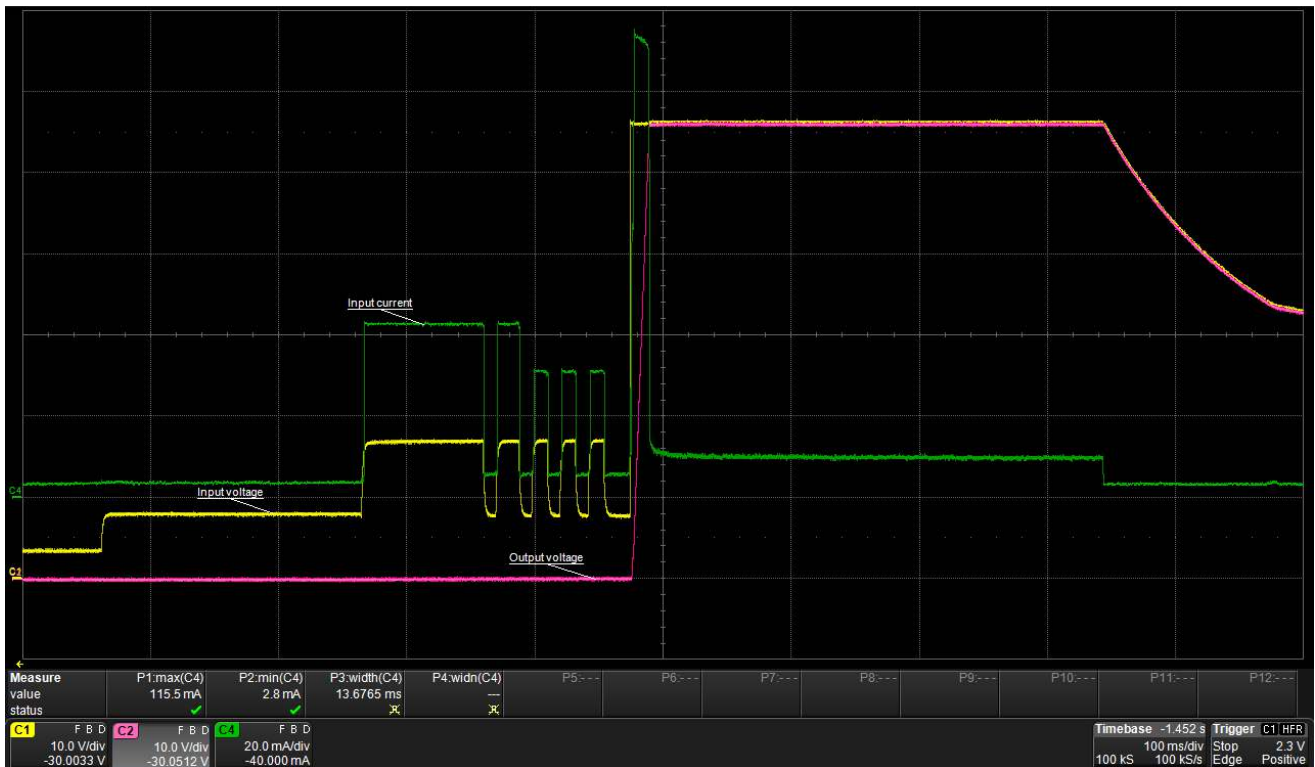 Input current
C4
Input voltage
Output voltage
C2
Measure P1:max(C4) P2:min(C4) P3:width(C4) P4:widn(C4) P5:- - - P6:- - - P7:- - - P8:- - - P9:- - - P10:- - - P11:- - - P12:- - -
value 115.5 mA 2.8 mA 13.6765 ms ---
status
C1 F B D C2 F B D C4 F B D Timebase -1.452 s Trigger C1 HFR
10.0 V/div 10.0 V/div 20.0 mA/div 100 ms/div Stop 2.3 V
-30.0033 V -30.0512 V -40.000 mA 100 kS 100 kS/s Edge Positive